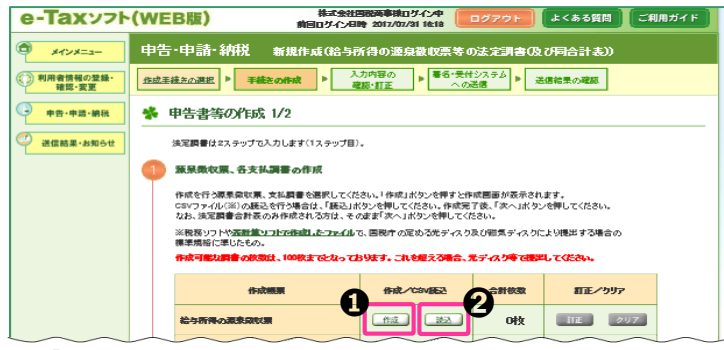 e-Taxソフト(WEB版)
株式会社国税商事様ログイン中
前回ログイン日時 2017/07/31 16:18
ログアウト
よくある質問
ご利用ガイド
メインメニュー
利用者情報の登録・
確認・変更
申告・申請・納税
送信結果・お知らせ
申告・申請・納税 新規作成(給与所得の源泉徴収票等の法定調書(及び同合計表))
作成手続きの選択
手続きの作成
入力内容の
確認・訂正
署名・受付システム
への送信
送信結果の確認
申告書等の作成 1/2
法定調書は2ステップで入力します(1ステップ目)。
1 源泉徴収票、各支払調書の作成
作成を行う源泉徴収票、支払調書を選択してください。「作成」ボタンを押すと作成画面が表示されます。
CSVファイル(※)の読込を行う場合は、「読込」ボタンを押してください。作成完了後、「次へ」ボタンを押してください。
なお、法定調書合計表のみ作成される方は、そのまま「次へ」ボタンを押してください。
※税務ソフトや表計算ソフトで作成したファイルで、国税庁の定める光ディスク及び磁気ディスクにより提出する場合の
標準規格に準じたもの。
作成可能な調書の枚数は、100枚までとなっております。これを超える場合、光ディスク等で提出してください。
作成帳票
作成/CSV読込
合計枚数
訂正/クリア
❶
❷
給与所得の源泉徴収票
作成
読込
0枚
訂正
クリア